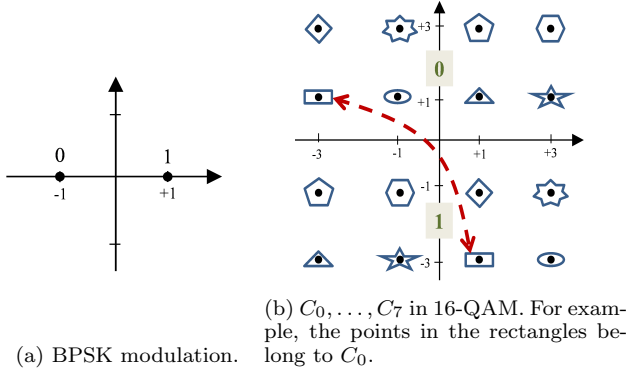 0 1
-1 +1
(a) BPSK modulation.
+3
0
+1
-3 -1 +1 +3
-1
1
-3
(b) C₀, . . . , C₇ in 16-QAM. For exam-
ple, the points in the rectangles be-
long to C₀.